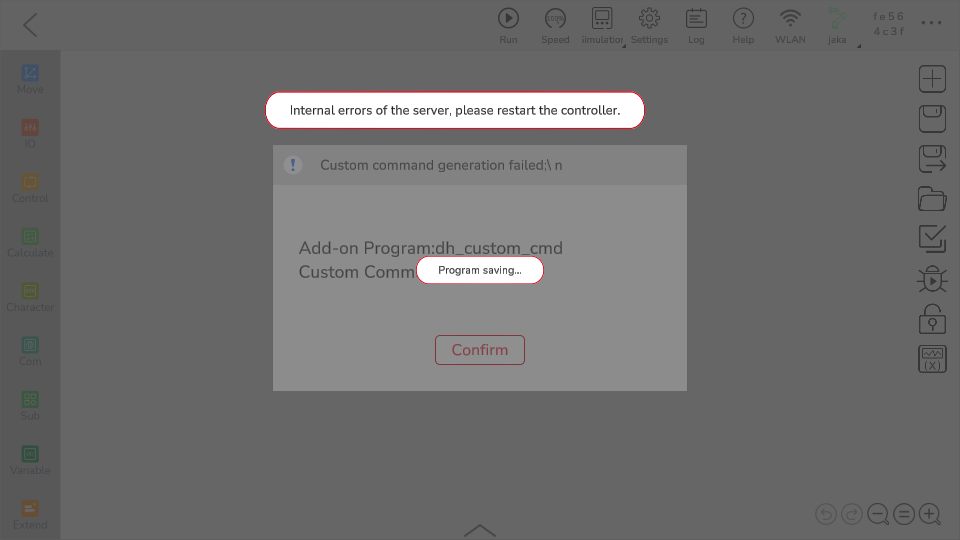 Run
Speed
100%
Settings
Log
Help
WLAN
jaka
fe56
4c3f
Move
IO
Control
Calculate
Character
Com
Sub
Variable
Extend
Internal errors of the server, please restart the controller.
Custom command generation failed;\ n
Add-on Program:dh_custom_cmd
Custom Comm
Program saving...
Confirm
(X)